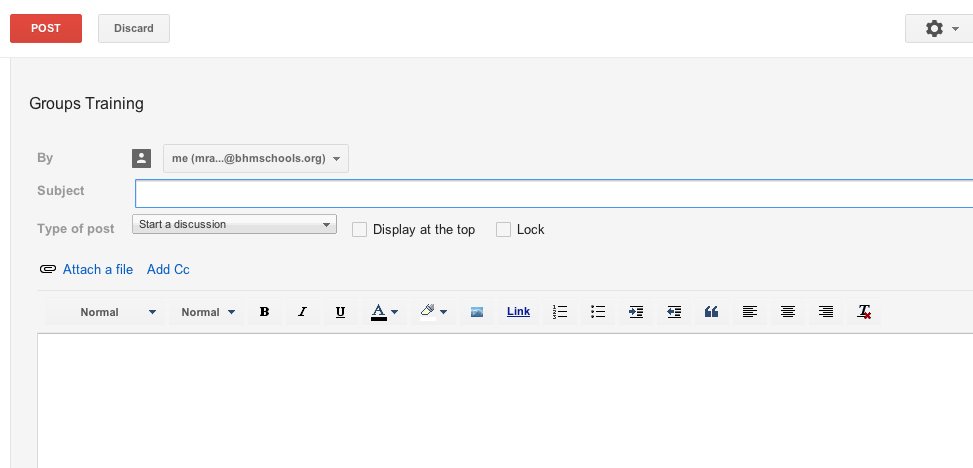 POST Discard
Groups Training
By me (mra...@bhmschools.org)
Subject
Type of post Start a discussion Display at the top Lock
Attach a file Add Cc
Normal Normal B I U A Link